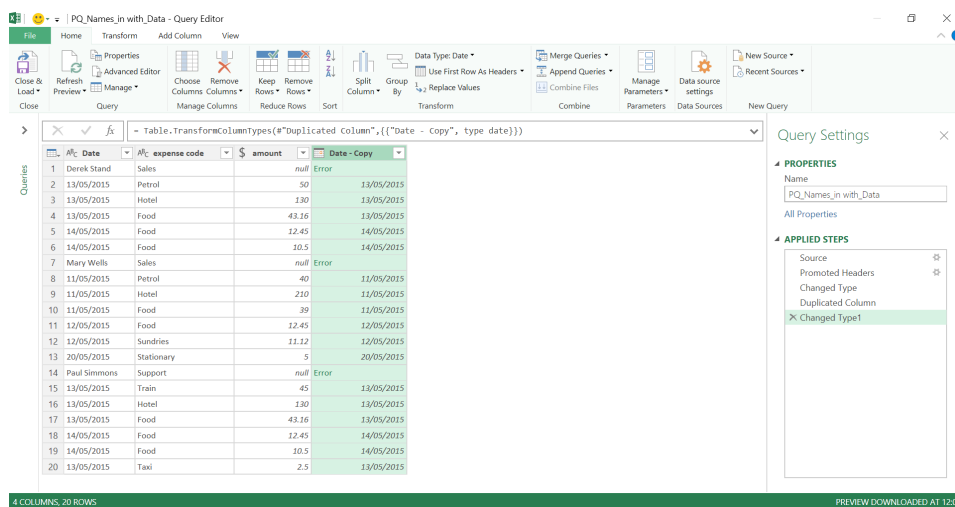 PQ_Names_in with_Data - Query Editor
File Home Transform Add Column View
Close & Load
Refresh Preview
Properties
Advanced Editor
Manage
Choose Columns
Remove Columns
Keep Rows
Remove Rows
Split Column
Group By
Data Type: Date
Use First Row As Headers
Replace Values
Merge Queries
Append Queries
Combine Files
Manage Parameters
Data source settings
New Source
Recent Sources
Close Query Manage Columns Reduce Rows Sort Transform Combine Parameters Data Sources New Query
fx = Table.TransformColumnTypes(#"Duplicated Column",{{"Date - Copy", type date}})
Queries
ABC Date ABC expense code $ amount Date - Copy
1 Derek Stand Sales null Error
2 13/05/2015 Petrol 50 13/05/2015
3 13/05/2015 Hotel 130 13/05/2015
4 13/05/2015 Food 43.16 13/05/2015
5 14/05/2015 Food 12.45 14/05/2015
6 14/05/2015 Food 10.5 14/05/2015
7 Mary Wells Sales null Error
8 11/05/2015 Petrol 40 11/05/2015
9 11/05/2015 Hotel 210 11/05/2015
10 11/05/2015 Food 39 11/05/2015
11 12/05/2015 Food 12.45 12/05/2015
12 12/05/2015 Sundries 11.12 12/05/2015
13 20/05/2015 Stationary 5 20/05/2015
14 Paul Simmons Support null Error
15 13/05/2015 Train 45 13/05/2015
16 13/05/2015 Hotel 130 13/05/2015
17 13/05/2015 Food 43.16 13/05/2015
18 14/05/2015 Food 12.45 14/05/2015
19 14/05/2015 Food 10.5 14/05/2015
20 13/05/2015 Taxi 2.5 13/05/2015
Query Settings
PROPERTIES
Name
PQ_Names_in with_Data
All Properties
APPLIED STEPS
Source
Promoted Headers
Changed Type
Duplicated Column
Changed Type1
4 COLUMNS, 20 ROWS
PREVIEW DOWNLOADED AT 12: